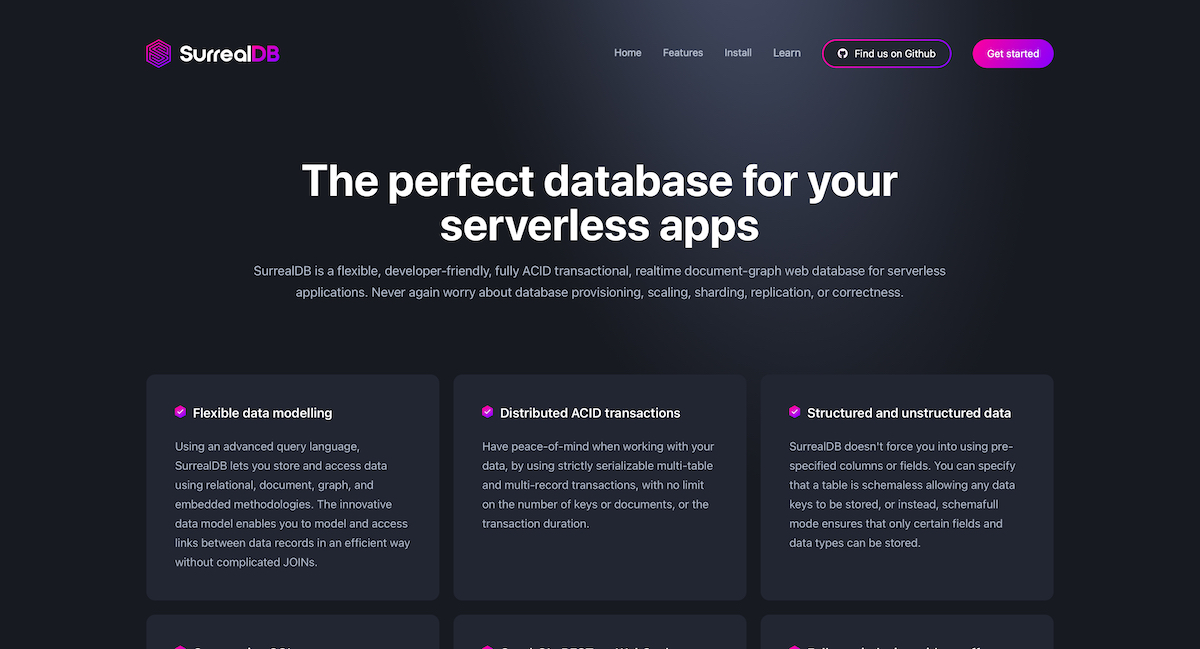 SurrealDB
Home Features Install Learn Find us on Github Get started
The perfect database for your
serverless apps
SurrealDB is a flexible, developer-friendly, fully ACID transactional, realtime document-graph web database for serverless
applications. Never again worry about database provisioning, scaling, sharding, replication, or correctness.
Flexible data modelling
Using an advanced query language,
SurrealDB lets you store and access data
using relational, document, graph, and
embedded methodologies. The innovative
data model enables you to model and access
links between data records in an efficient way
without complicated JOINs.
Distributed ACID transactions
Have peace-of-mind when working with your
data, by using strictly serializable multi-table
and multi-record transactions, with no limit
on the number of keys or documents, or the
transaction duration.
Structured and unstructured data
SurrealDB doesn't force you into using pre-
specified columns or fields. You can specify
that a table is schemaless allowing any data
keys to be stored, or instead, schemafull
mode ensures that only certain fields and
data types can be stored.